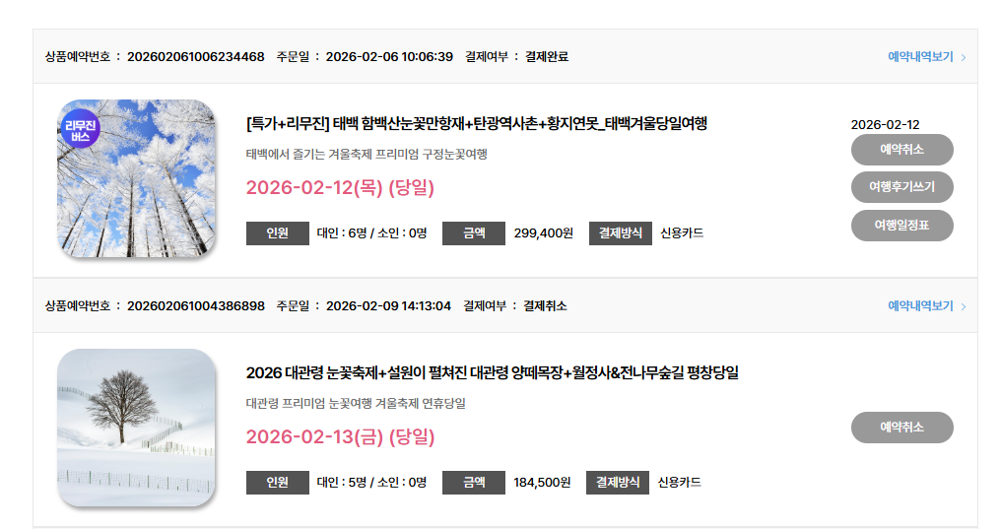 상품예약번호 : 202602061006234468 주문일 : 2026-02-06 10:06:39 결제여부 : 결제완료 예약내역보기 >
리무진
버스
[특가+리무진] 태백 함백산눈꽃만항재+탄광역사촌+황지연못_태백겨울당일여행
태백에서 즐기는 겨울축제 프리미엄 구정눈꽃여행
2026-02-12(목) (당일)
인원 대인 : 6명 / 소인 : 0명 금액 299,400원 결제방식 신용카드
2026-02-12
예약취소
여행후기쓰기
여행일정표
상품예약번호 : 202602061004386898 주문일 : 2026-02-09 14:13:04 결제여부 : 결제취소 예약내역보기 >
2026 대관령 눈꽃축제+설원이 펼쳐진 대관령 양떼목장+월정사&전나무숲길 평창당일
대관령 프리미엄 눈꽃여행 겨울축제 연휴당일
2026-02-13(금) (당일)
인원 대인 : 5명 / 소인 : 0명 금액 184,500원 결제방식 신용카드
예약취소